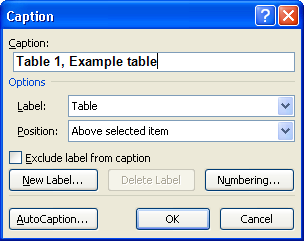 Caption
Caption:
Table 1, Example table
Options
Label: Table
Position: Above selected item
Exclude label from caption
New Label... Delete Label Numbering...
AutoCaption... OK Cancel